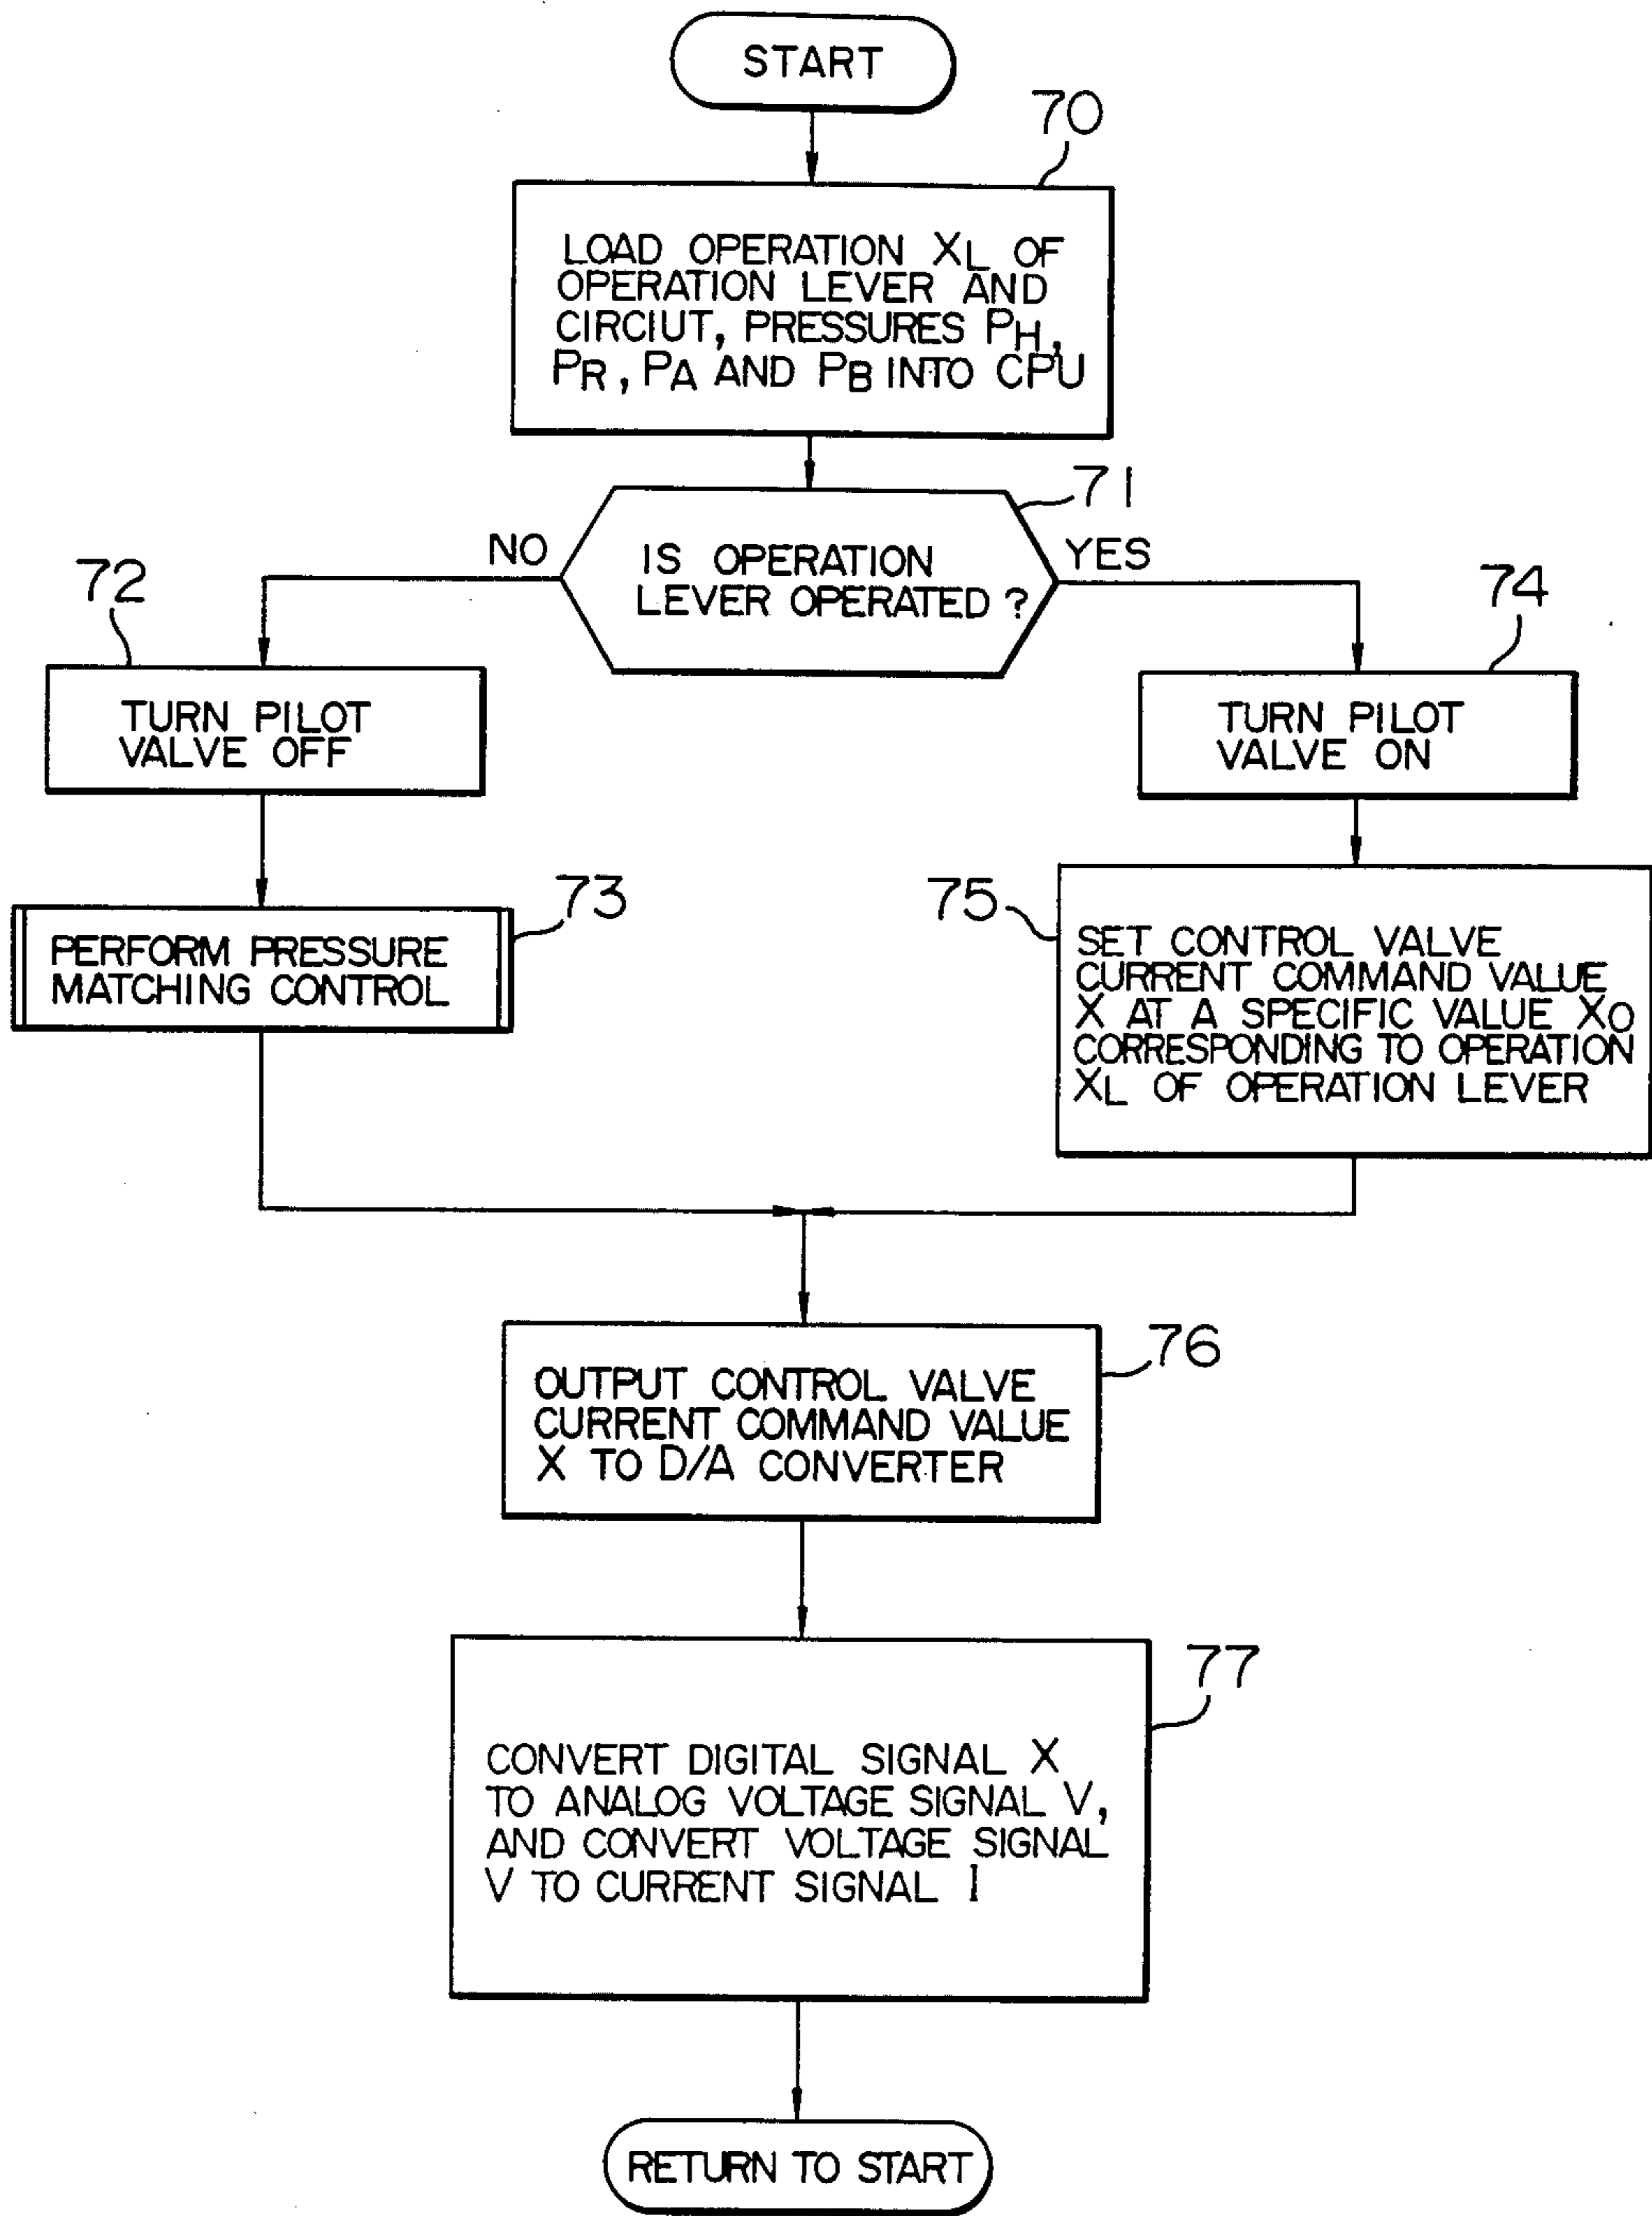 START
70
LOAD OPERATION XL OF
OPERATION LEVER AND
CIRCIUT, PRESSURES PH,
PR, PA AND PB INTO CPU
71
IS OPERATION
LEVER OPERATED ?
NO
YES
72
TURN PILOT
VALVE OFF
74
TURN PILOT
VALVE ON
73
PERFORM PRESSURE
MATCHING CONTROL
75
SET CONTROL VALVE
CURRENT COMMAND VALUE
X AT A SPECIFIC VALUE XO
CORRESPONDING TO OPERATION
XL OF OPERATION LEVER
76
OUTPUT CONTROL VALVE
CURRENT COMMAND VALUE
X TO D/A CONVERTER
77
CONVERT DIGITAL SIGNAL X
TO ANALOG VOLTAGE SIGNAL V,
AND CONVERT VOLTAGE SIGNAL
V TO CURRENT SIGNAL I
RETURN TO START